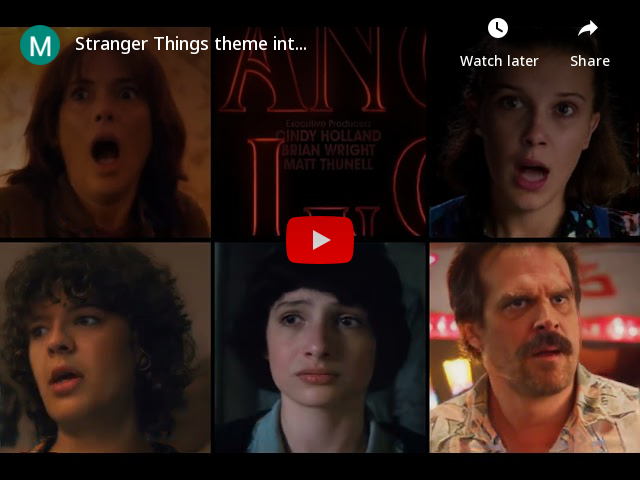 M
Stranger Things theme int...
Watch later
Share
ANG
Executive Producers
CINDY HOLLAND
BRIAN WRIGHT
MATT THUNELL